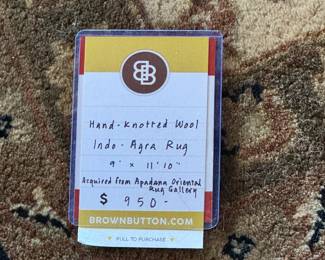 BB
Hand-Knotted Wool
Indo-Agra Rug
9' x 11'10"
Acquired from Apadana Oriental
Rug Gallery
$ 950-
BROWNBUTTON.COM
PULL TO PURCHASE